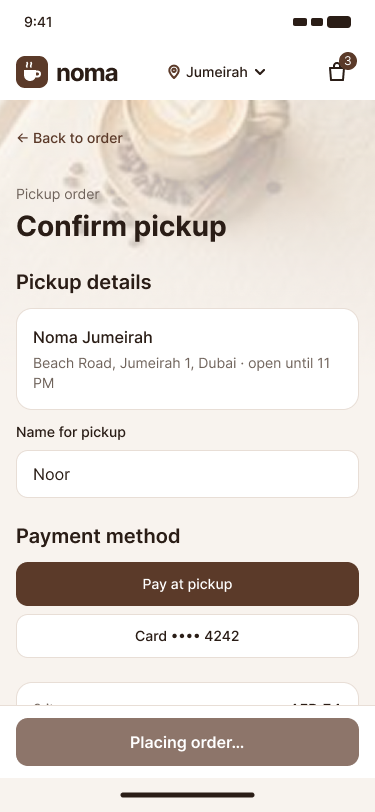 9:41
noma
Jumeirah
3
← Back to order
Pickup order
Confirm pickup
Pickup details
Noma Jumeirah
Beach Road, Jumeirah 1, Dubai · open until 11
PM
Name for pickup
Noor
Payment method
Pay at pickup
Card •••• 4242
Placing order…